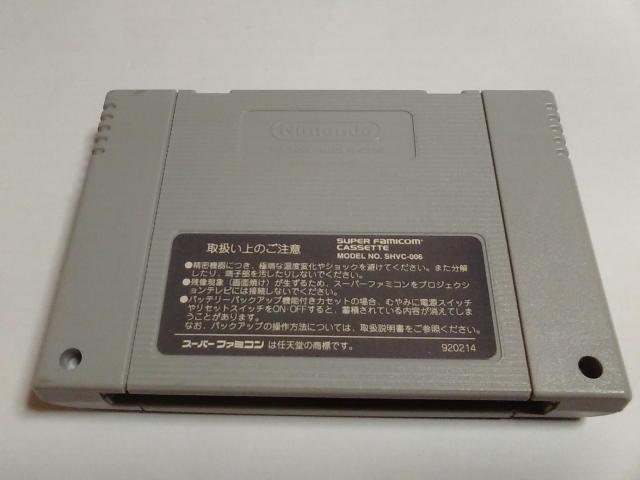 Nintendo
取扱い上のご注意
SUPER FAMICOM
CASSETTE
MODEL NO. SHVC-006
●精密機器につき、極端な温度変化やショックを避けてください。また分解
したり、端子部を汚したりしないでください。
●残像現象（画面焼け）が生ずるため、スーパーファミコンをプロジェクシ
ョンテレビには接続しないでください。
●バッテリーバックアップ機能付きカセットの場合、むやみに電源スイッチ
やリセットスイッチをON・OFFすると、蓄積されている内容が消えてしま
うことがあります。
なお、バックアップの操作方法については、取扱説明書をご参照ください。
スーパーファミコンは任天堂の商標です。
920214